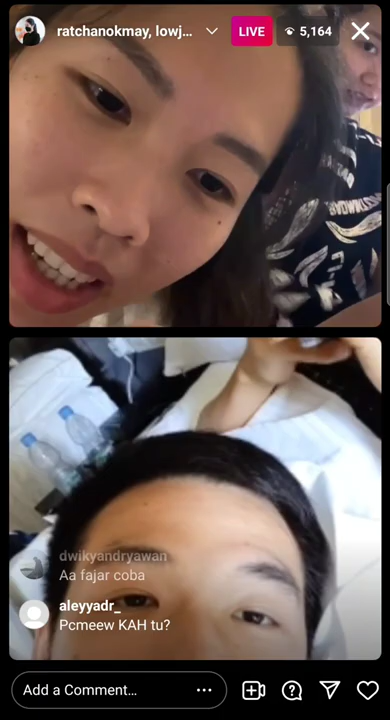 ratchanokmay, lowj...
LIVE
5,164
dwikyandryawan
Aa fajar coba
aleyyadr_
Pcmeew KAH tu?
Add a Comment...